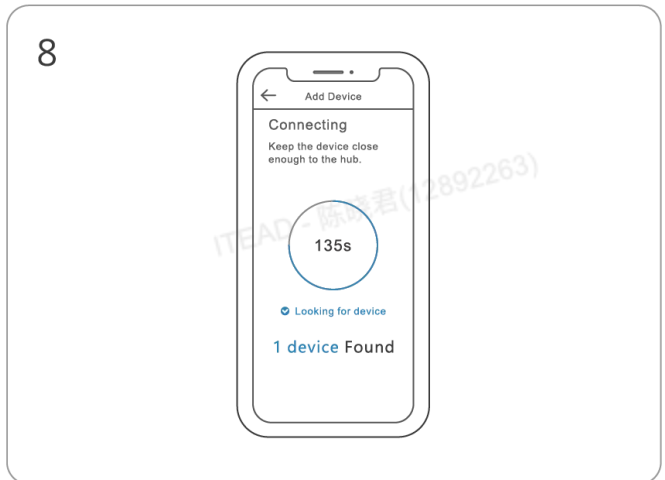 8
Add Device
Connecting
Keep the device close
enough to the hub.
ITEAD - 陈晓君(12892263)
135s
Looking for device
1 device Found